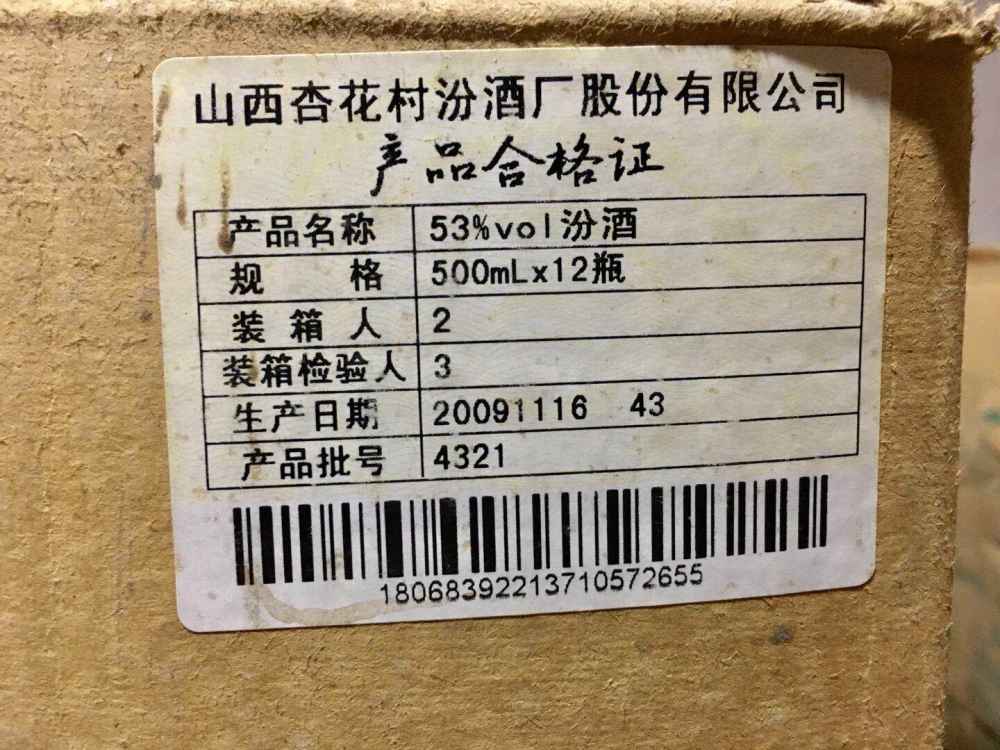 山西杏花村汾酒厂股份有限公司
产品合格证
产品名称 53%vol汾酒
规 格 500mLx12瓶
装 箱 人 2
装箱检验人 3
生产日期 20091116 43
产品批号 4321
18068392213710572655